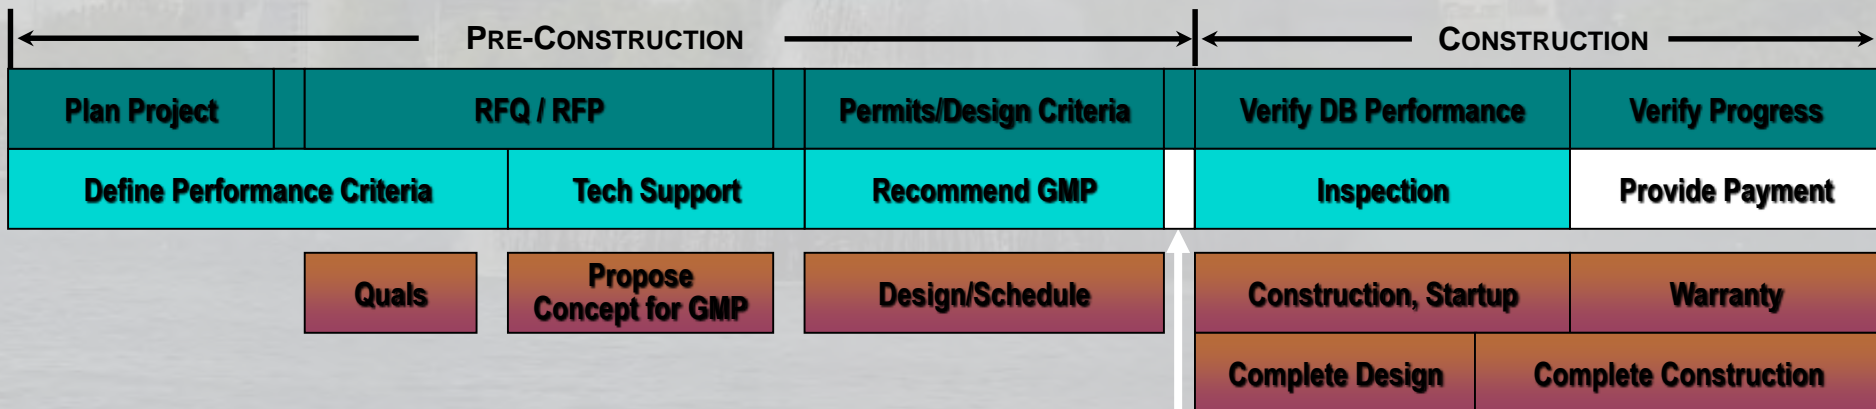 PRE-CONSTRUCTION
CONSTRUCTION
Plan Project
RFQ / RFP
Permits/Design Criteria
Verify DB Performance
Verify Progress
Define Performance Criteria
Tech Support
Recommend GMP
Inspection
Provide Payment
Quals
Propose
Concept for GMP
Design/Schedule
Construction, Startup
Warranty
Complete Design
Complete Construction